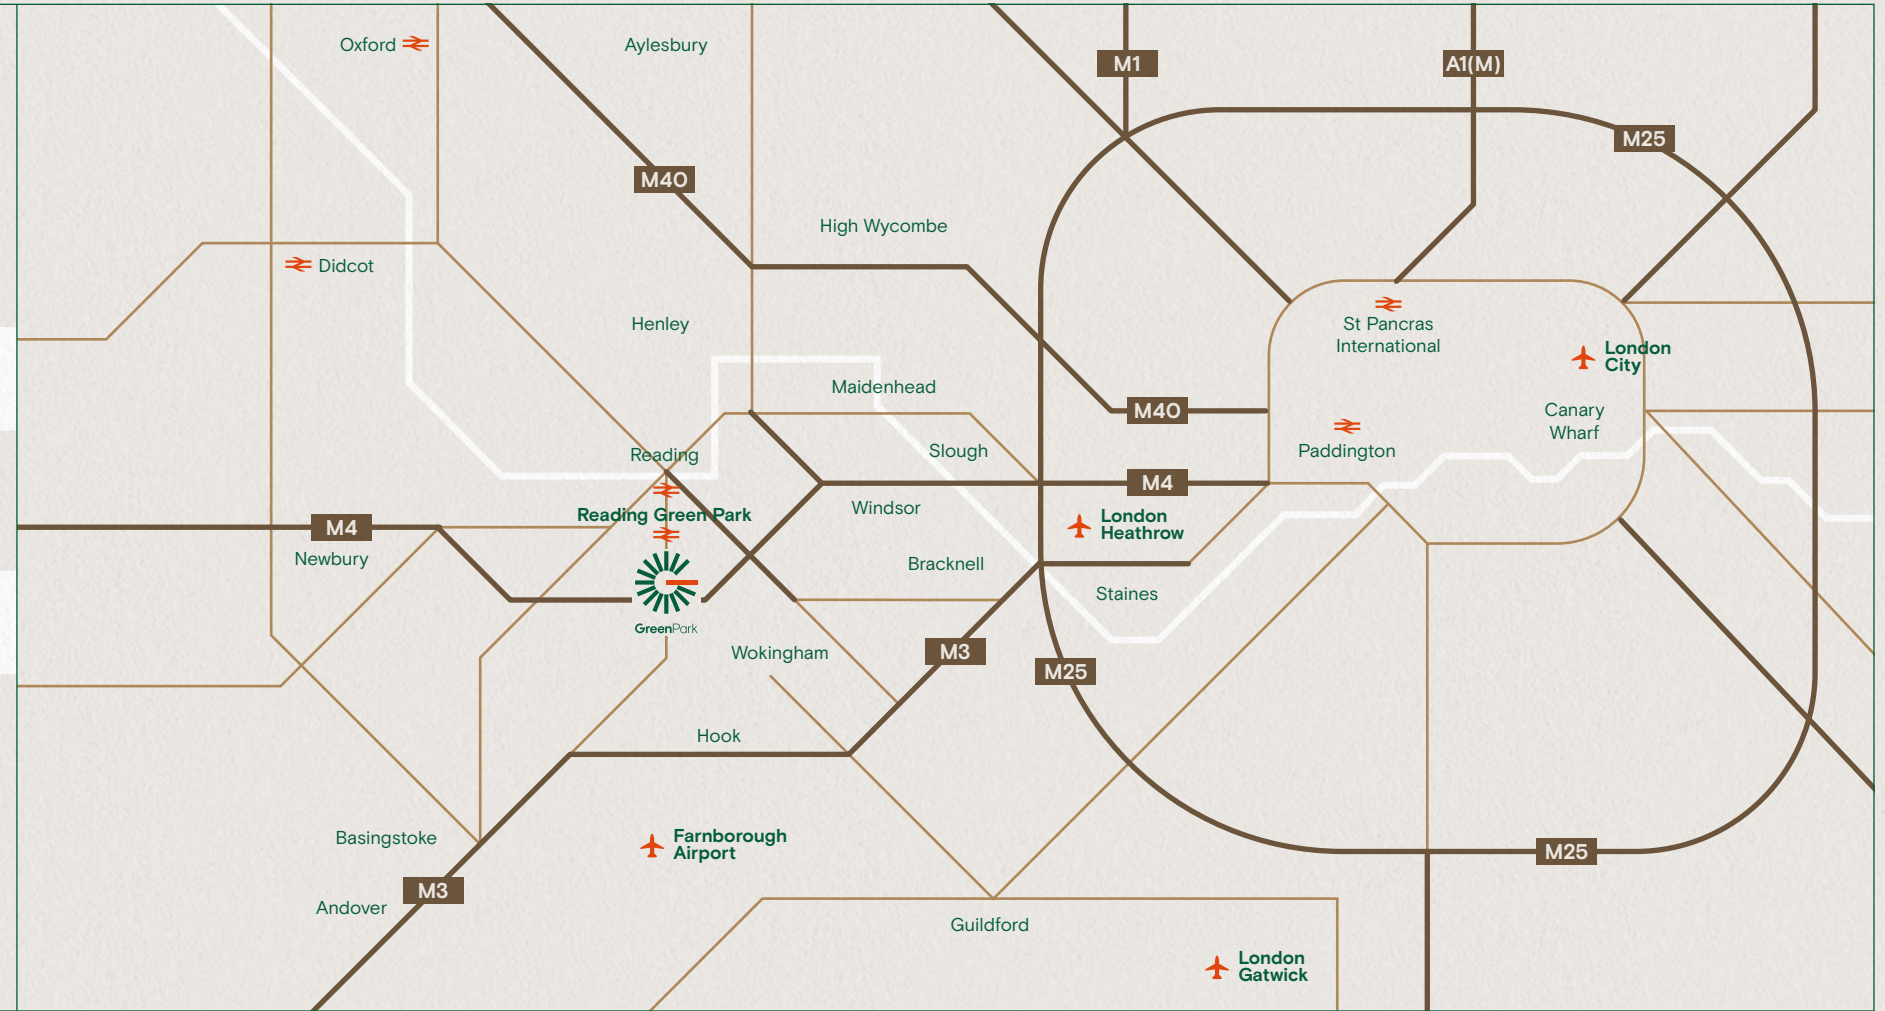 Oxford
Aylesbury
M1
A1(M)
M25
M40
High Wycombe
Didcot
Henley
St Pancras
International
London
City
Maidenhead
M40
Canary
Wharf
Reading
Slough
Paddington
M4
Reading Green Park
Windsor
London
Heathrow
M4
Newbury
Bracknell
Staines
GreenPark
Wokingham
M3
M25
Hook
Basingstoke
Farnborough
Airport
M25
M3
Andover
Guildford
London
Gatwick